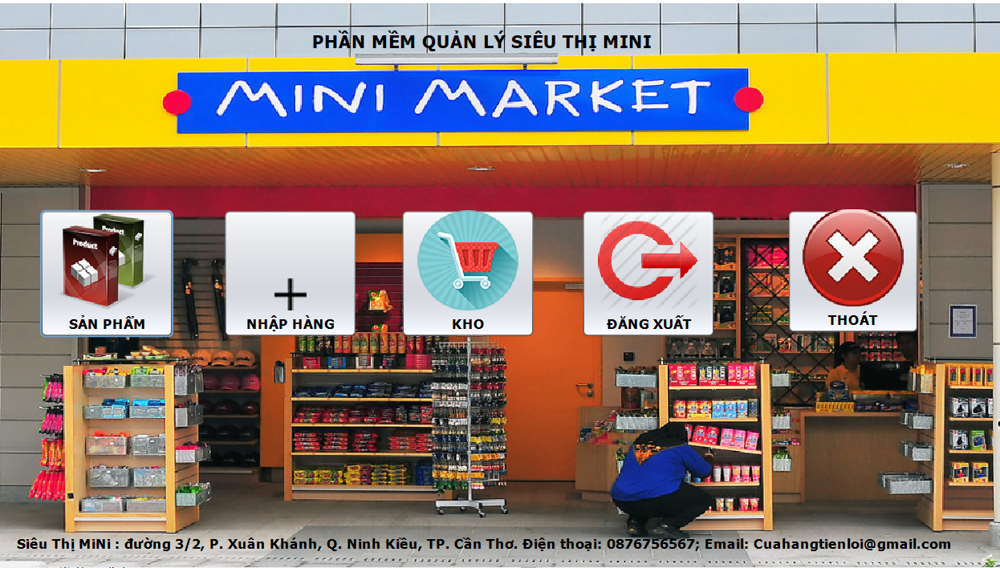 PHẦN MỀM QUẢN LÝ SIÊU THỊ MINI
MINI MARKET
Product
Product
SẢN PHẨM
NHẬP HÀNG
KHO
ĐĂNG XUẤT
THOÁT
Siêu Thị MiNi : đường 3/2, P. Xuân Khánh, Q. Ninh Kiều, TP. Cần Thơ. Điện thoại: 0876756567; Email: Cuahangtienloi@gmail.com